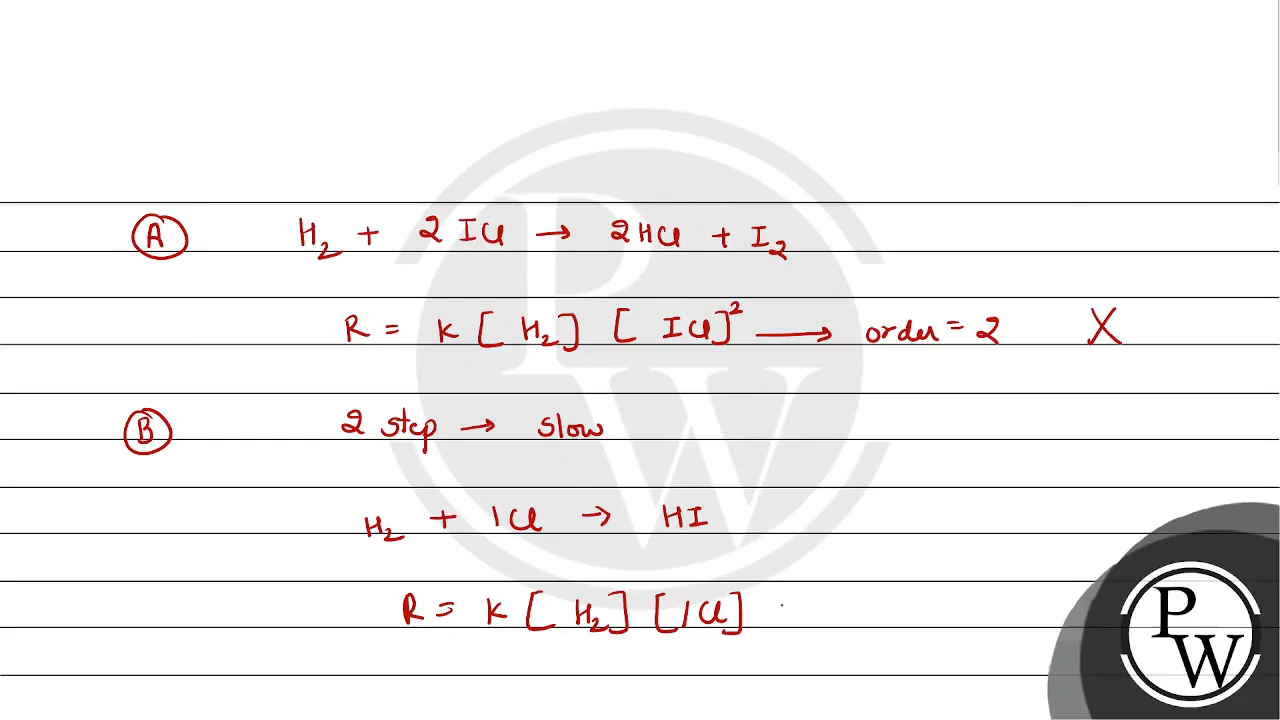 A H₂ + 2 ICl → 2HCl + I₂
R = K [ H₂ ] [ ICl ]² ⟶ order = 2 X
B 2 step → slow
H₂ + ICl → HI
R = K [ H₂ ] [ ICl ]
P
W
P
W